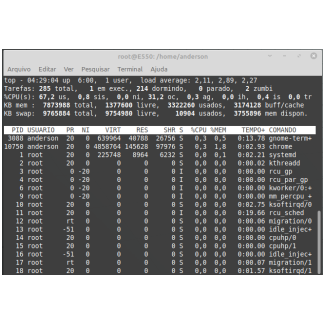 root@E530: /home/anderson
Arquivo Editar Ver Pesquisar Terminal Ajuda
top - 04:29:04 up 6:00, 1 user, load average: 2,11, 2,89, 2,27
Tarefas: 285 total, 1 em exec., 214 dormindo, 0 parado, 2 zumbi
%CPU(s): 67,2 us, 0,8 sis, 0,0 ni, 31,2 oc, 0,3 ag, 0,0 ih, 0,4 is 0,0 tr
KB mem : 7873988 total, 1377600 livre, 3322260 usados, 3174128 buff/cache
KB swap: 9765884 total, 9754980 livre, 10904 usados, 3755896 mem dispon.
PID USUARIO PR NI VIRT RES SHR S %CPU %MEM TEMPO+ COMANDO
3088 anderson 20 0 639964 40788 26756 S 0,3 0,5 0:13.78 gnome-term+
10750 anderson 20 0 4850764 145628 97976 S 0,3 1,8 0:02.93 chrome
1 root 20 0 225748 8964 6232 S 0,0 0,1 0:02.21 systemd
2 root 20 0 0 0 0 S 0,0 0,0 0:00.02 kthreadd
3 root 0 -20 0 0 0 I 0,0 0,0 0:00.00 rcu_gp
4 root 0 -20 0 0 0 I 0,0 0,0 0:00.00 rcu_par_gp
6 root 0 -20 0 0 0 I 0,0 0,0 0:00.00 kworker/0:+
9 root 0 -20 0 0 0 I 0,0 0,0 0:00.00 mm_percpu_+
10 root 20 0 0 0 0 S 0,0 0,0 0:02.75 ksoftirqd/0
11 root 20 0 0 0 0 I 0,0 0,0 0:19.66 rcu_sched
12 root rt 0 0 0 0 S 0,0 0,0 0:00.06 migration/0
13 root -51 0 0 0 0 S 0,0 0,0 0:00.00 idle_injec+
14 root 20 0 0 0 0 S 0,0 0,0 0:00.00 cpuhp/0
15 root 20 0 0 0 0 S 0,0 0,0 0:00.00 cpuhp/1
16 root -51 0 0 0 0 S 0,0 0,0 0:00.00 idle_injec+
17 root rt 0 0 0 0 S 0,0 0,0 0:00.07 migration/1
18 root 20 0 0 0 0 S 0,0 0,0 0:01.57 ksoftirqd/1